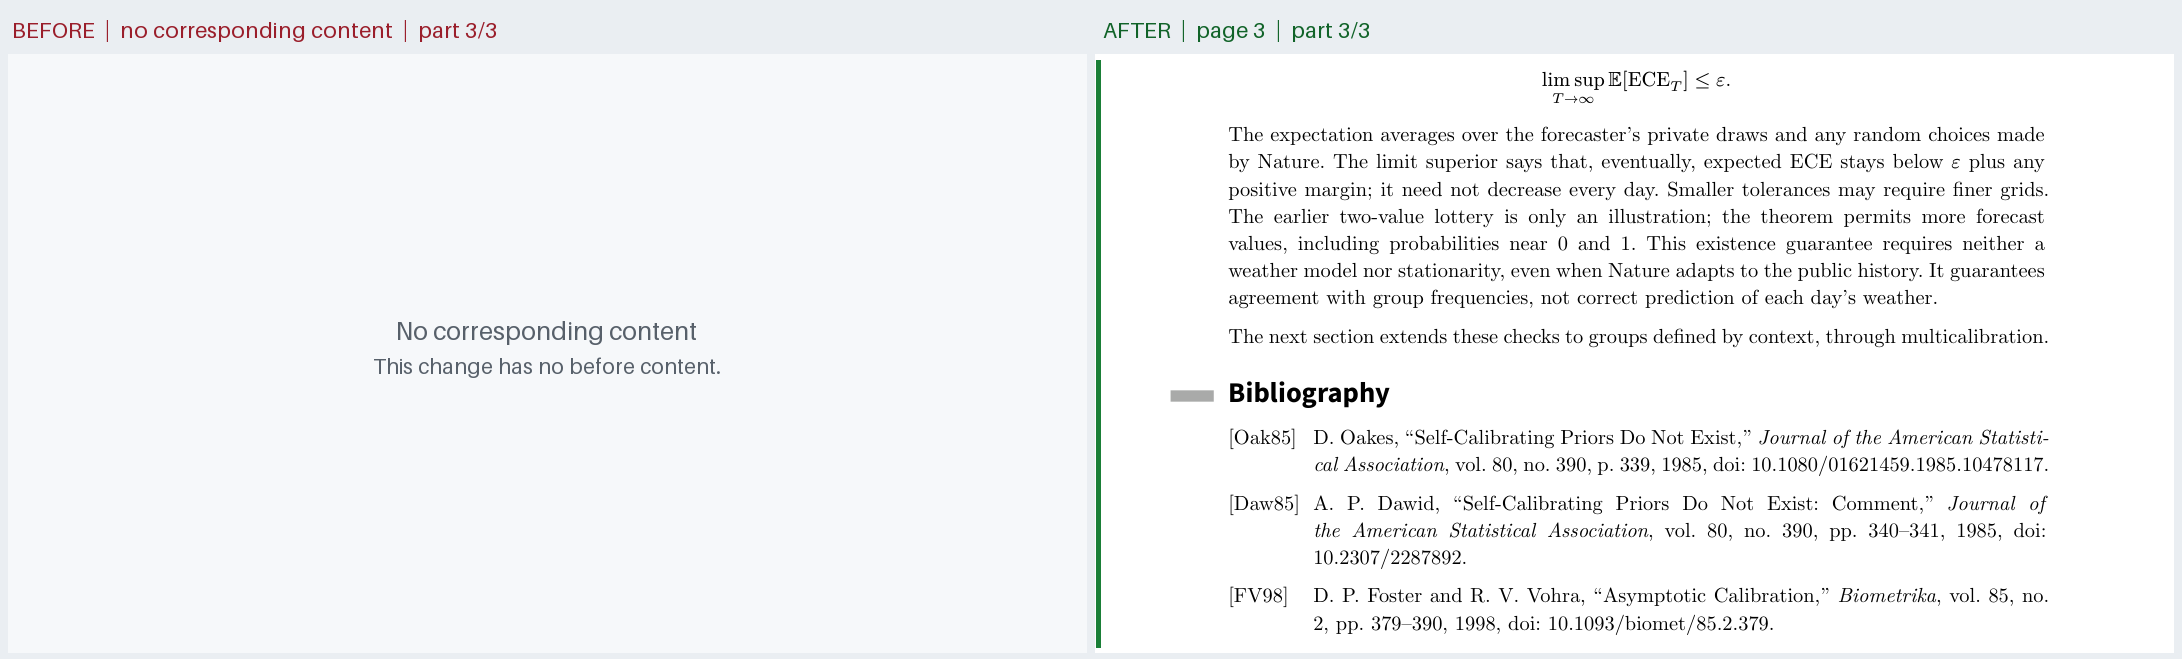 BEFORE | no corresponding content | part 3/3
No corresponding content
This change has no before content.
AFTER | page 3 | part 3/3
lim sup E[ECE_T] ≤ ε.
T→∞
The expectation averages over the forecaster's private draws and any random choices made
by Nature. The limit superior says that, eventually, expected ECE stays below ε plus any
positive margin; it need not decrease every day. Smaller tolerances may require finer grids.
The earlier two-value lottery is only an illustration; the theorem permits more forecast
values, including probabilities near 0 and 1. This existence guarantee requires neither a
weather model nor stationarity, even when Nature adapts to the public history. It guarantees
agreement with group frequencies, not correct prediction of each day's weather.
The next section extends these checks to groups defined by context, through multicalibration.
Bibliography
[Oak85] D. Oakes, “Self-Calibrating Priors Do Not Exist,” Journal of the American Statisti-
cal Association, vol. 80, no. 390, p. 339, 1985, doi: 10.1080/01621459.1985.10478117.
[Daw85] A. P. Dawid, “Self-Calibrating Priors Do Not Exist: Comment,” Journal of
the American Statistical Association, vol. 80, no. 390, pp. 340–341, 1985, doi:
10.2307/2287892.
[FV98] D. P. Foster and R. V. Vohra, “Asymptotic Calibration,” Biometrika, vol. 85, no.
2, pp. 379–390, 1998, doi: 10.1093/biomet/85.2.379.